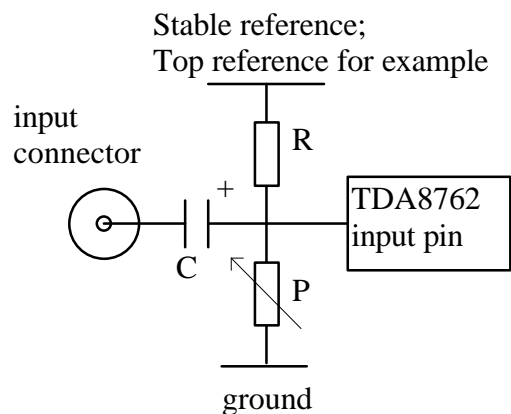 Stable reference;
Top reference for example
input
connector
R
+
TDA8762
input pin
C
P
ground